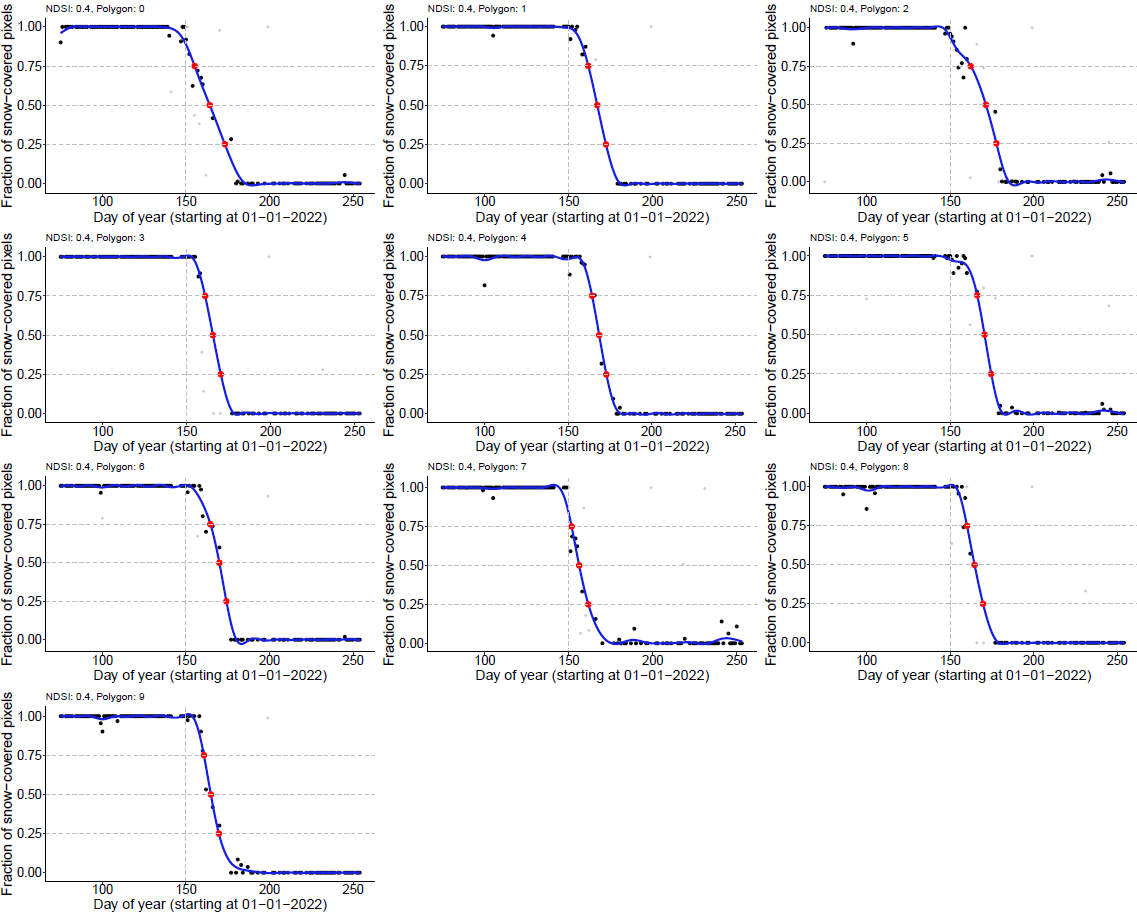 NDSI: 0.4, Polygon: 0
Fraction of snow−covered pixels
1.00
0.75
0.50
0.25
0.00
100 150 200 250
Day of year (starting at 01−01−2022)
NDSI: 0.4, Polygon: 1
Fraction of snow−covered pixels
1.00
0.75
0.50
0.25
0.00
100 150 200 250
Day of year (starting at 01−01−2022)
NDSI: 0.4, Polygon: 2
Fraction of snow−covered pixels
1.00
0.75
0.50
0.25
0.00
100 150 200 250
Day of year (starting at 01−01−2022)
NDSI: 0.4, Polygon: 3
Fraction of snow−covered pixels
1.00
0.75
0.50
0.25
0.00
100 150 200 250
Day of year (starting at 01−01−2022)
NDSI: 0.4, Polygon: 4
Fraction of snow−covered pixels
1.00
0.75
0.50
0.25
0.00
100 150 200 250
Day of year (starting at 01−01−2022)
NDSI: 0.4, Polygon: 5
Fraction of snow−covered pixels
1.00
0.75
0.50
0.25
0.00
100 150 200 250
Day of year (starting at 01−01−2022)
NDSI: 0.4, Polygon: 6
Fraction of snow−covered pixels
1.00
0.75
0.50
0.25
0.00
100 150 200 250
Day of year (starting at 01−01−2022)
NDSI: 0.4, Polygon: 7
Fraction of snow−covered pixels
1.00
0.75
0.50
0.25
0.00
100 150 200 250
Day of year (starting at 01−01−2022)
NDSI: 0.4, Polygon: 8
Fraction of snow−covered pixels
1.00
0.75
0.50
0.25
0.00
100 150 200 250
Day of year (starting at 01−01−2022)
NDSI: 0.4, Polygon: 9
Fraction of snow−covered pixels
1.00
0.75
0.50
0.25
0.00
100 150 200 250
Day of year (starting at 01−01−2022)